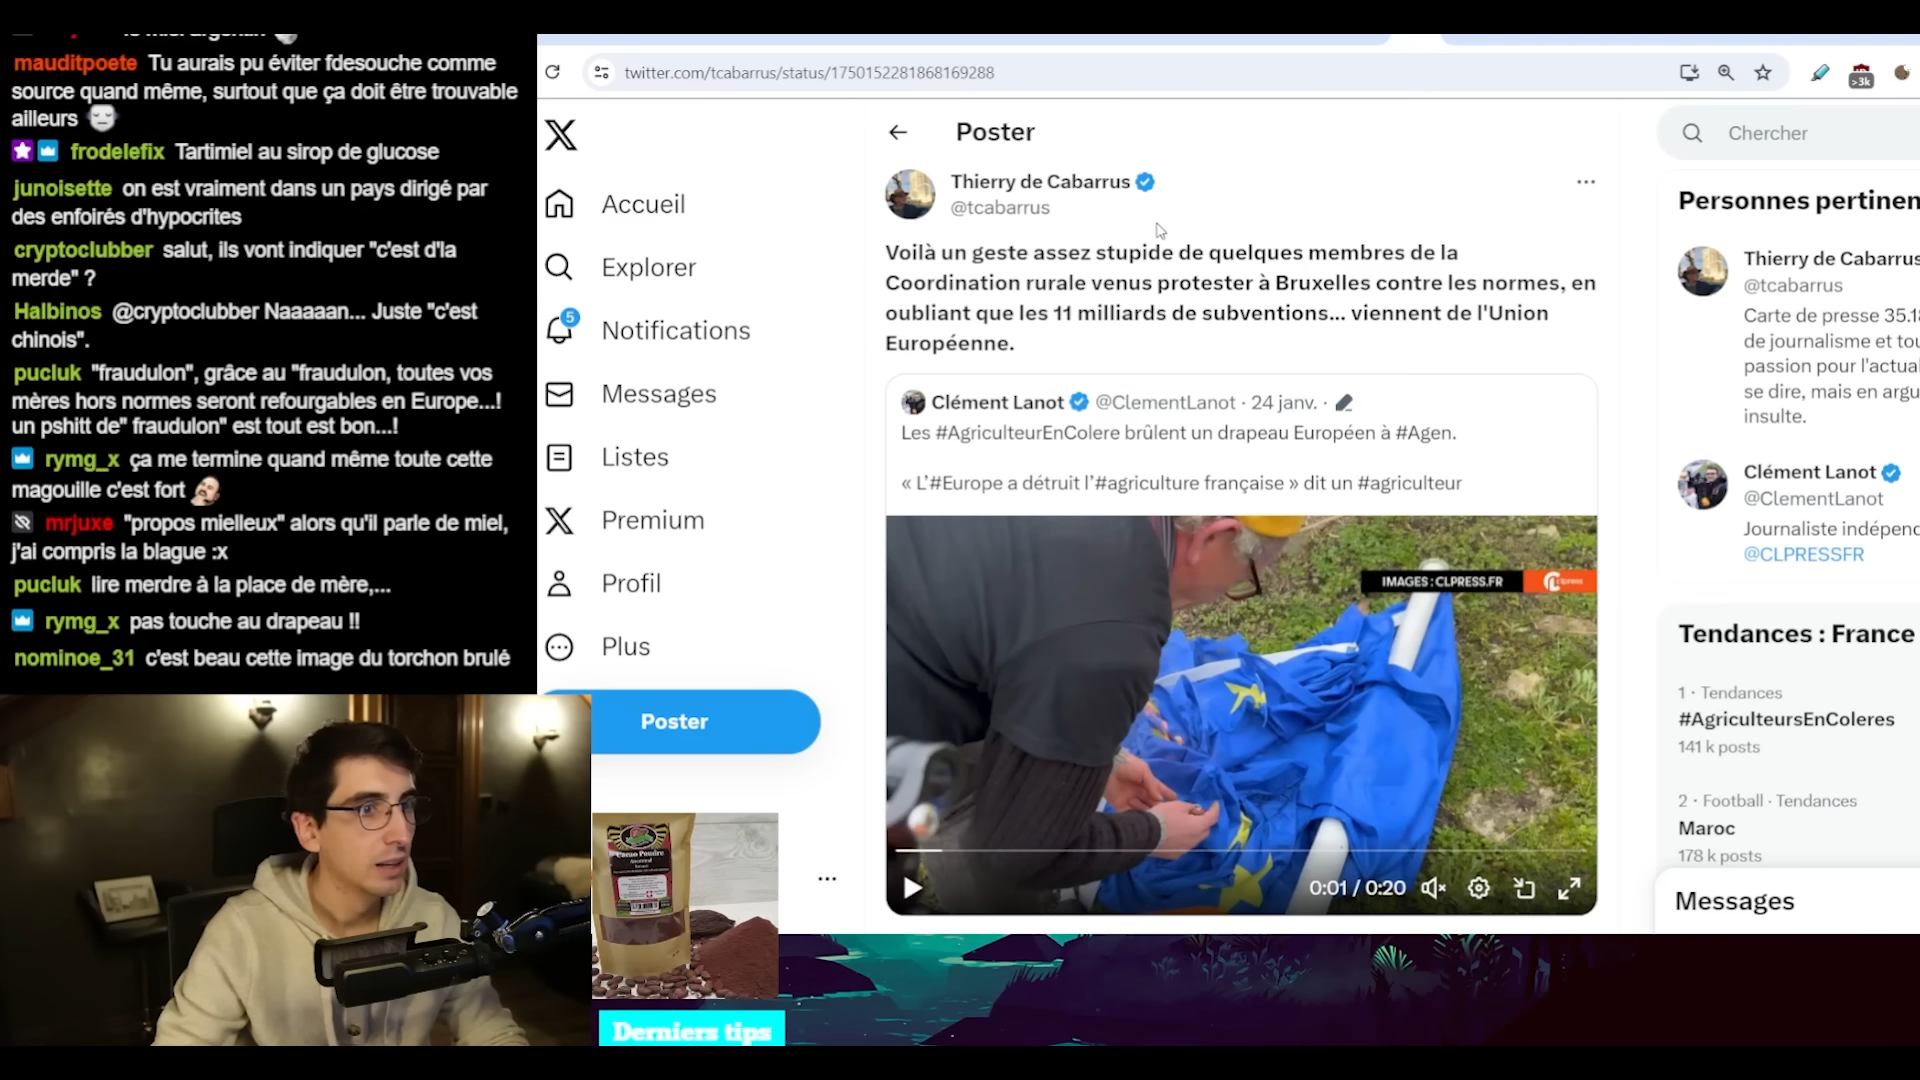 mauditpoete Tu aurais pu éviter fdesouche comme
source quand même, surtout que ça doit être trouvable
ailleurs
frodelefix Tartimiel au sirop de glucose
junoisette on est vraiment dans un pays dirigé par
des enfoirés d'hypocrites
cryptoclubber salut, ils vont indiquer "c'est d'la
merde" ?
Halbinos @cryptoclubber Naaaaan... Juste "c'est
chinois".
pucluk "fraudulon", grâce au "fraudulon, toutes vos
mères hors normes seront refourgables en Europe...!
un pshitt de" fraudulon" est tout est bon...!
rymg_x ça me termine quand même toute cette
magouille c'est fort
mrjuxe "propos mielleux" alors qu'il parle de miel,
j'ai compris la blague :x
pucluk lire merdre à la place de mère,...
rymg_x pas touche au drapeau !!
nominoe_31 c'est beau cette image du torchon brulé
twitter.com/tcabarrus/status/1750152281868169288
>3k
Accueil
Explorer
5
Notifications
Messages
Listes
Premium
Profil
Plus
Poster
Poster
Thierry de Cabarrus
@tcabarrus
Voilà un geste assez stupide de quelques membres de la
Coordination rurale venus protester à Bruxelles contre les normes, en
oubliant que les 11 milliards de subventions... viennent de l'Union
Européenne.
Clément Lanot @ClementLanot · 24 janv. ·
Les #AgriculteurEnColere brûlent un drapeau Européen à #Agen.
« L'#Europe a détruit l'#agriculture française » dit un #agriculteur
IMAGES : CLPRESS.FR
clpress
0:01 / 0:20
Chercher
Personnes pertinen
Thierry de Cabarrus
@tcabarrus
Carte de presse 35.18
de journalisme et tou
passion pour l'actual
se dire, mais en argu
insulte.
Clément Lanot
@ClementLanot
Journaliste indépend
@CLPRESSFR
Tendances : France
1 · Tendances
#AgriculteursEnColeres
141 k posts
2 · Football · Tendances
Maroc
178 k posts
Messages
Cacao Poudre
Derniers tips